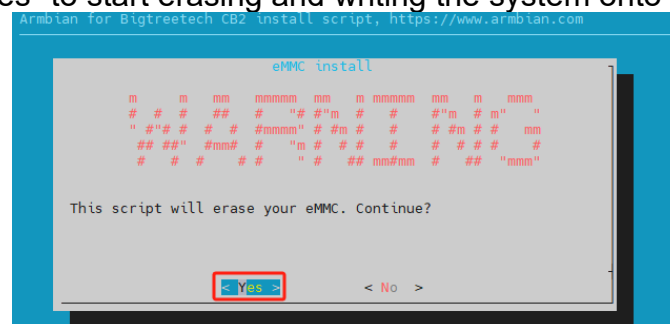 es" to start erasing and writing the system onto
Armbian for Bigtreetech CB2 install script, https://www.armbian.com
eMMC install
WARNING
This script will erase your eMMC. Continue?
< Yes > < No >